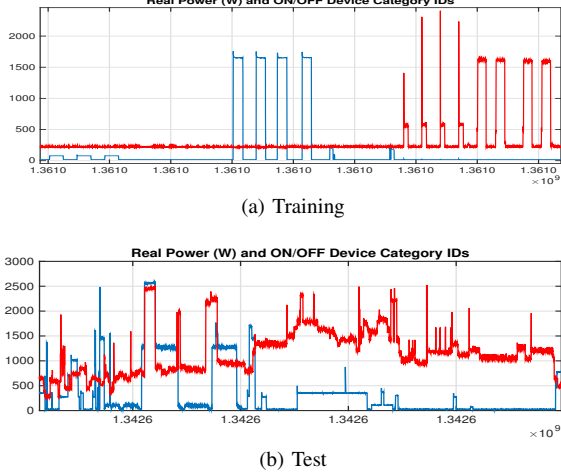 Real Power (W) and ON/OFF Device Category IDs
2000
1500
1000
500
0
1.3610 1.3610 1.3610 1.3610 1.3610 1.3610 1.3610 1.3610 1.3610
×10⁹
(a) Training
Real Power (W) and ON/OFF Device Category IDs
3000
2500
2000
1500
1000
500
0
1.3426 1.3426 1.3426 1.3426
×10⁹
(b) Test